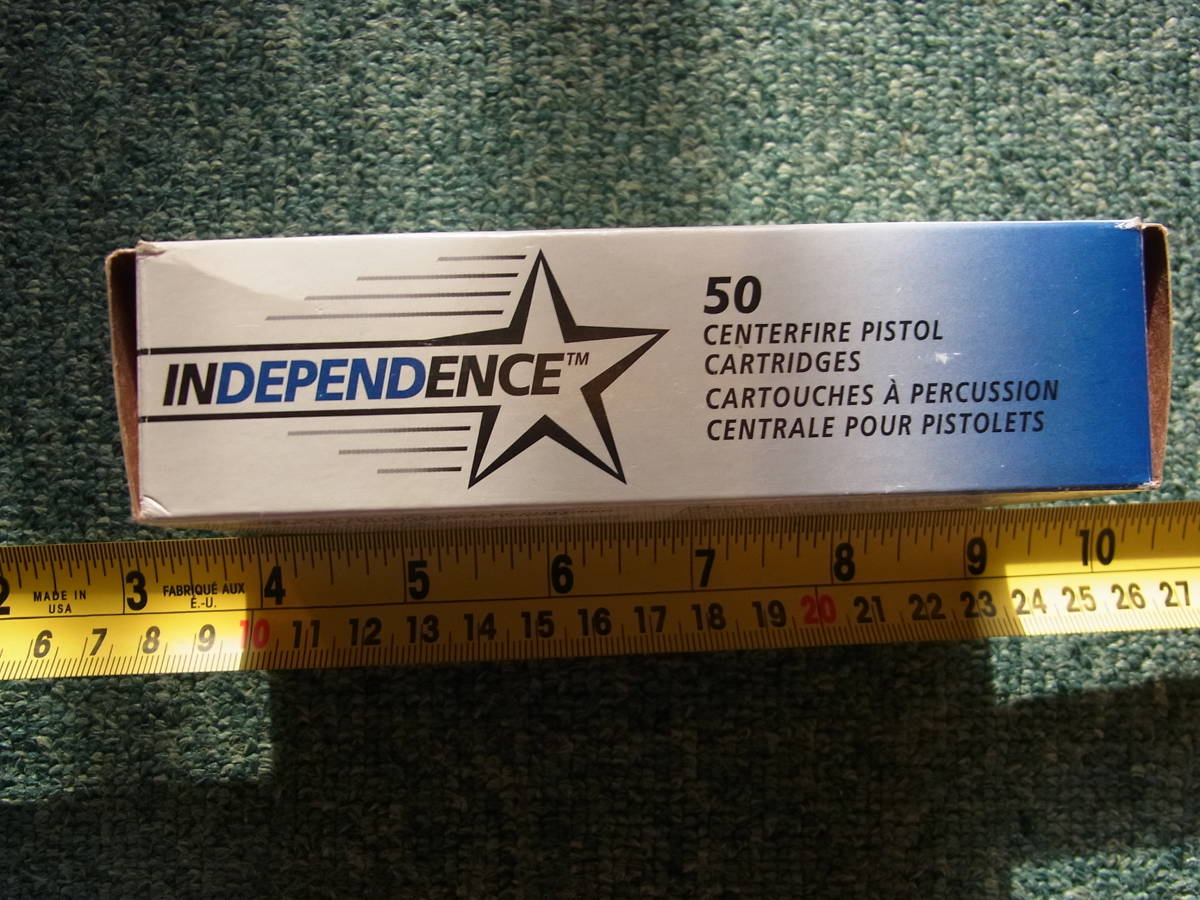 INDEPENDENCE™
50
CENTERFIRE PISTOL
CARTRIDGES
CARTOUCHES À PERCUSSION
CENTRALE POUR PISTOLETS
2 3 4 5 6 7 8 9 10
MADE IN
USA
FABRIQUÉ AUX
É.-U.
6 7 8 9 10 11 12 13 14 15 16 17 18 19 20 21 22 23 24 25 26 27